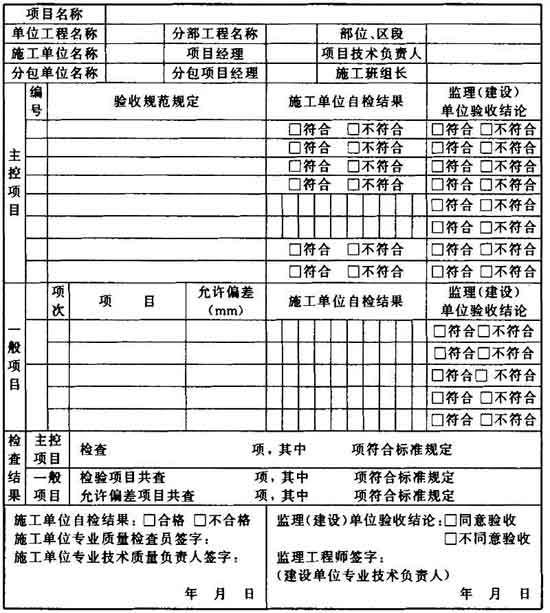 项目名称
单位工程名称 分部工程名称 部位、区段
施工单位名称 项目经理 项目技术负责人
分包单位名称 分包项目经理 施工班组长
主控项目 编号 验收规范规定 施工单位自检结果 监理(建设)单位验收结论
□符合 □不符合 □符合 □不符合
□符合 □不符合 □符合 □不符合
□符合 □不符合 □符合 □不符合
□符合 □不符合 □符合 □不符合
□符合 □不符合
□符合 □不符合
□符合 □不符合 □符合 □不符合
□符合 □不符合 □符合 □不符合
一般项目 项次 项 目 允许偏差(mm) 施工单位自检结果 监理(建设)单位验收结论
□符合□不符合
□符合 □不符合
□符合□ 不符合
□符合 □不符合
□符合 □不符合
检查结果 主控项目 检查 项,其中 项符合标准规定
一般项目 检验项目共查 项,其中 项符合标准规定
允许偏差项目共查 项,其中 项符合标准规定
施工单位自检结果:□合格 □不合格
施工单位专业质量检查员签字:
施工单位专业技术质量负责人签字:
年 月 日
监理(建设)单位验收结论:□同意验收
□不同意验收
监理工程师签字:
(建设单位专业技术负责人)
年 月 日